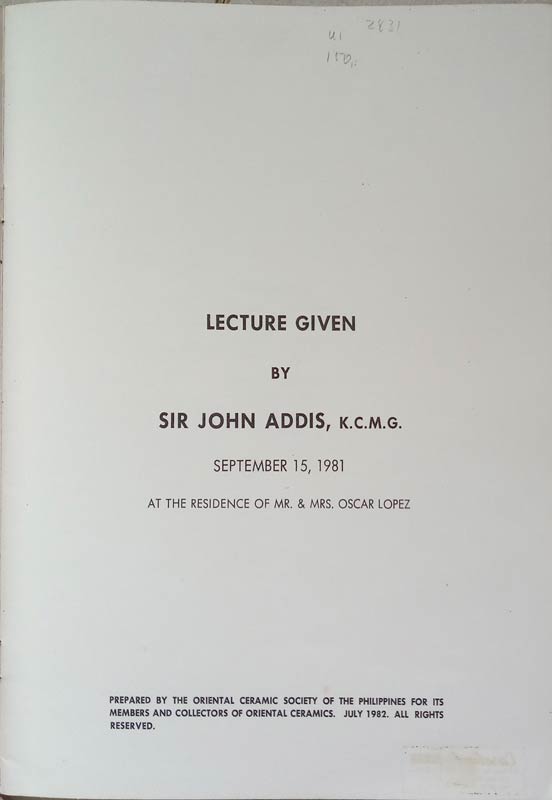 2831
LECTURE GIVEN
BY
SIR JOHN ADDIS, K.C.M.G.
SEPTEMBER 15, 1981
AT THE RESIDENCE OF MR. & MRS. OSCAR LOPEZ
PREPARED BY THE ORIENTAL CERAMIC SOCIETY OF THE PHILIPPINES FOR ITS
MEMBERS AND COLLECTORS OF ORIENTAL CERAMICS. JULY 1982. ALL RIGHTS
RESERVED.